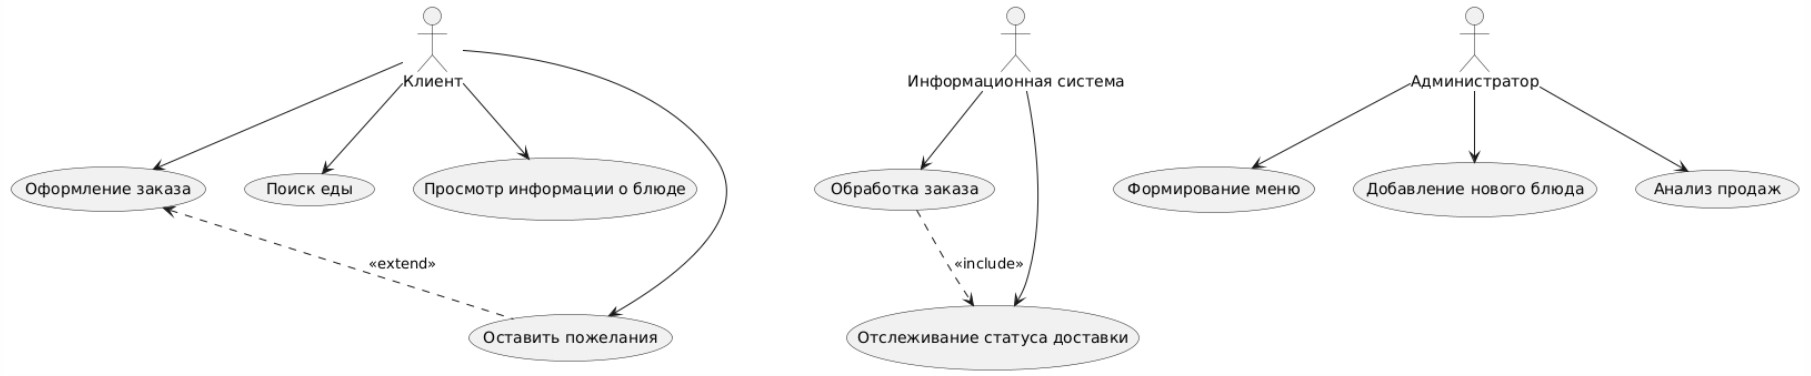 Клиент
Информационная система
Администратор
Оформление заказа
Поиск еды
Просмотр информации о блюде
Обработка заказа
Формирование меню
Добавление нового блюда
Анализ продаж
«extend»
«include»
Оставить пожелания
Отслеживание статуса доставки